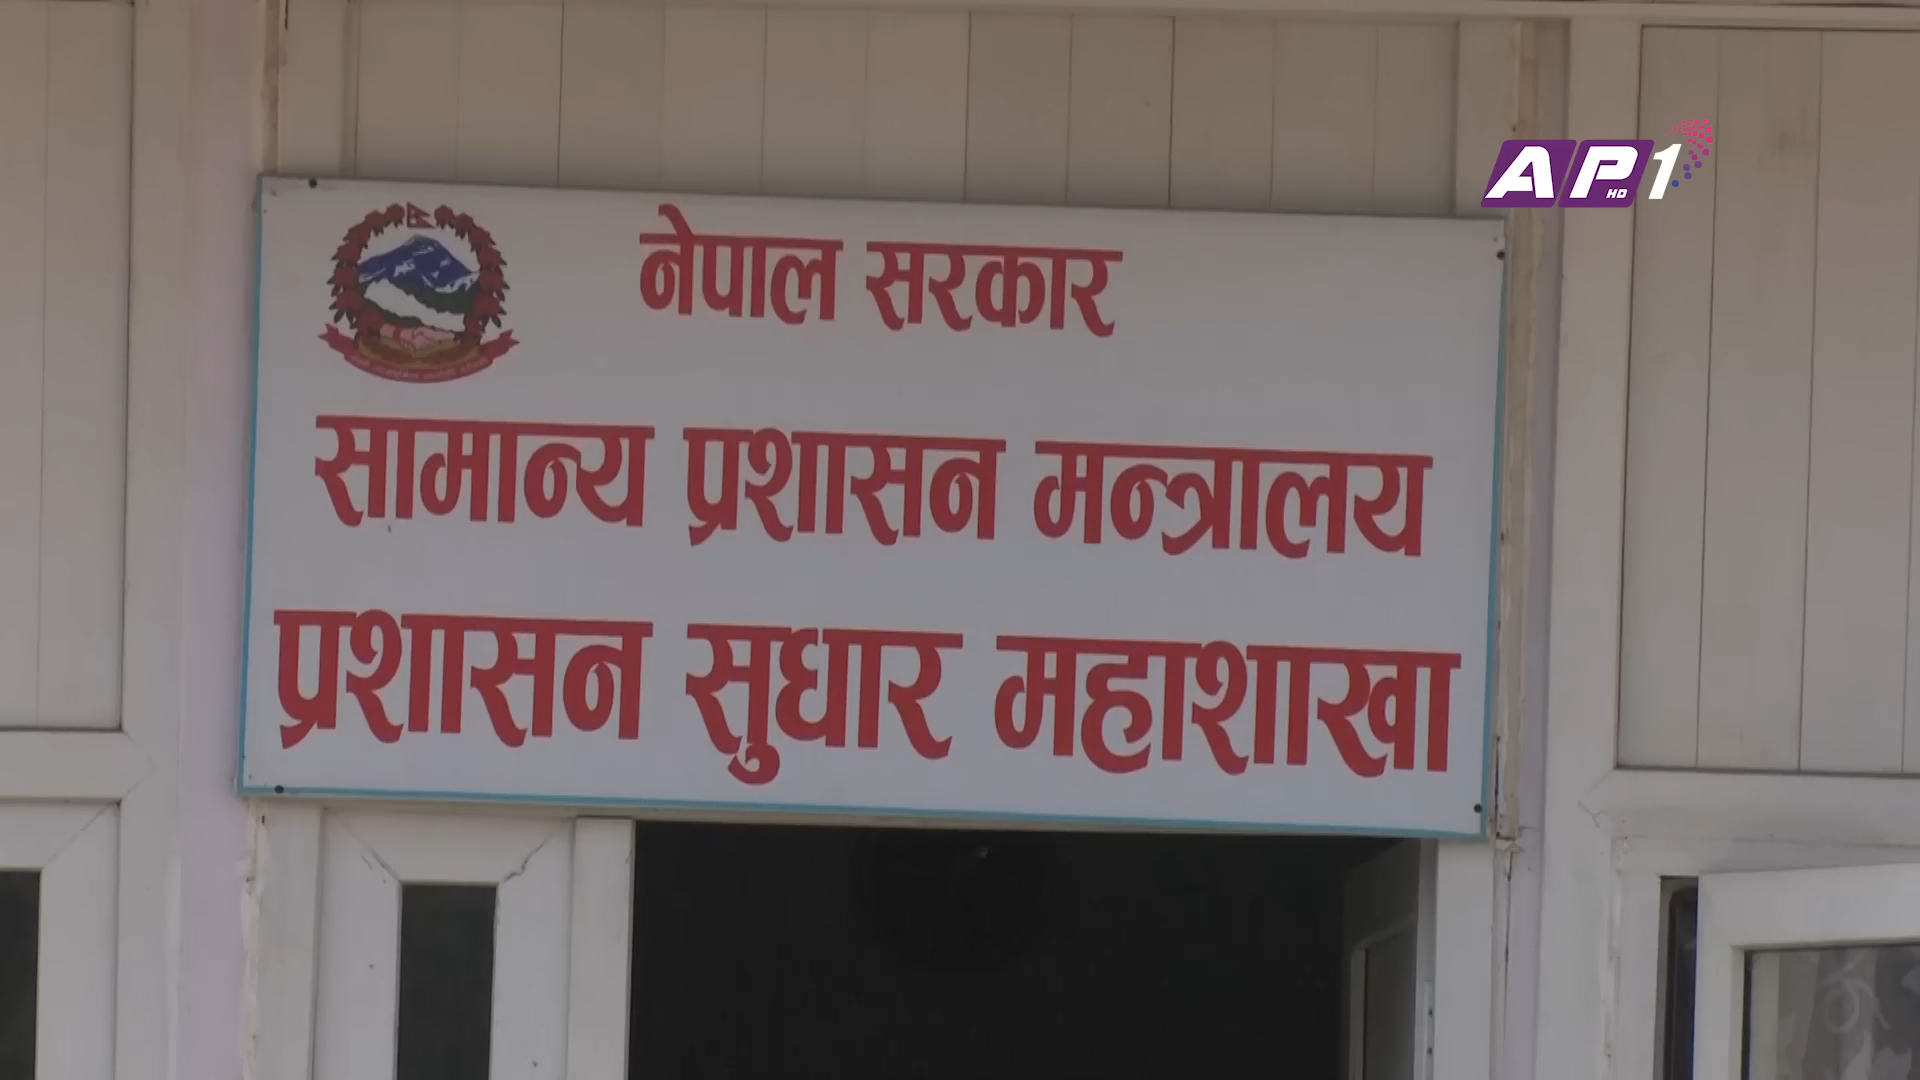 AP1 HD
नेपाल सरकार
सामान्य प्रशासन मन्त्रालय
प्रशासन सुधार महाशाखा